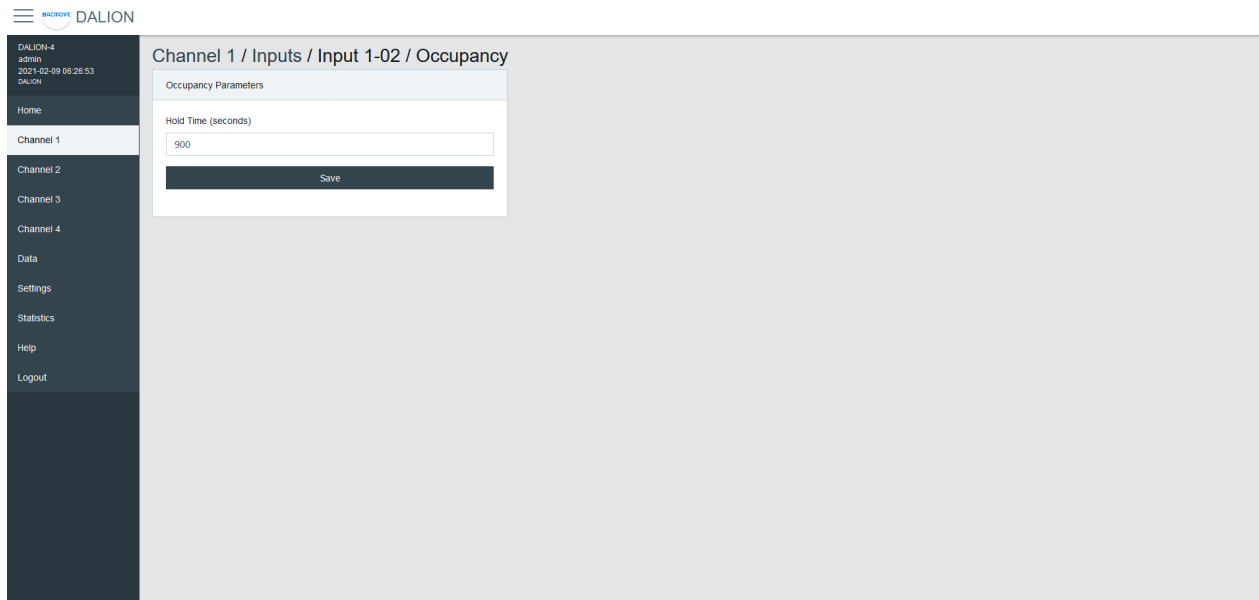 BACMOVE DALION
DALION-4
admin
2021-02-09 06:26:53
DALION
Home
Channel 1
Channel 2
Channel 3
Channel 4
Data
Settings
Statistics
Help
Logout
Channel 1 / Inputs / Input 1-02 / Occupancy
Occupancy Parameters
Hold Time (seconds)
900
Save